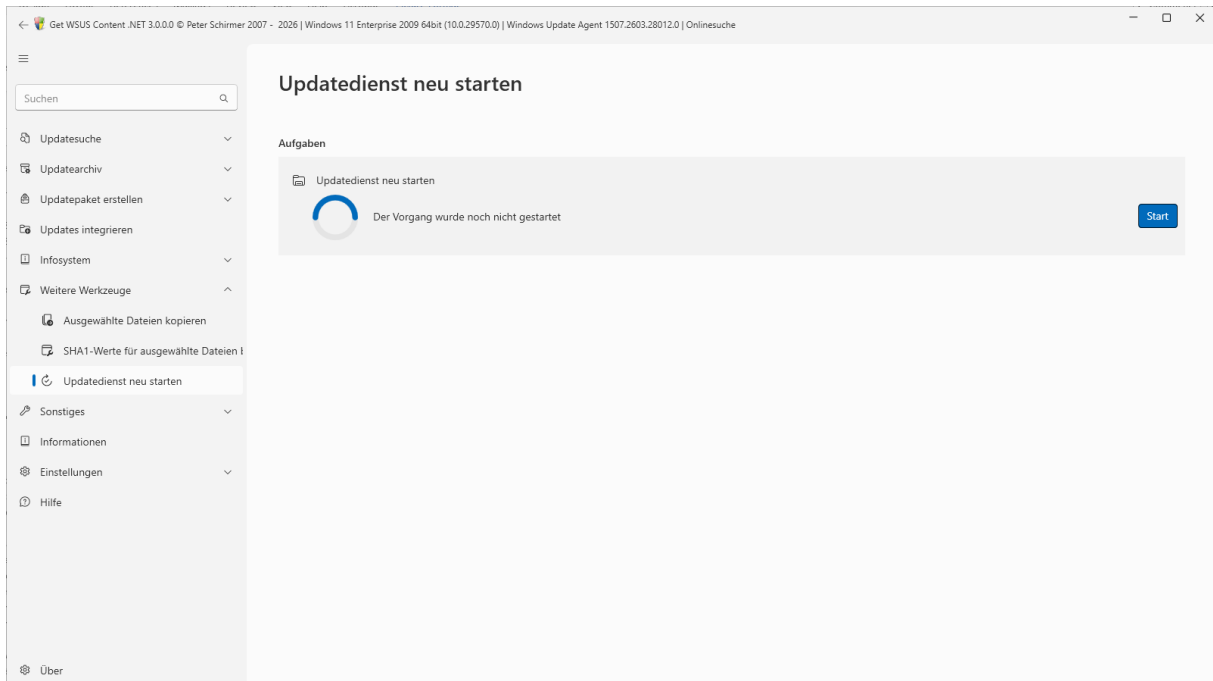 Get WSUS Content .NET 3.0.0.0 © Peter Schirmer 2007 - 2026 | Windows 11 Enterprise 2009 64bit (10.0.29570.0) | Windows Update Agent 1507.2603.28012.0 | Onlinesuche
Suchen
Updatesuche
Updatearchiv
Updatepaket erstellen
Updates integrieren
Infosystem
Weitere Werkzeuge
Ausgewählte Dateien kopieren
SHA1-Werte für ausgewählte Dateien
Updatedienst neu starten
Sonstiges
Informationen
Einstellungen
Hilfe
Über
Updatedienst neu starten
Aufgaben
Updatedienst neu starten
Der Vorgang wurde noch nicht gestartet
Start